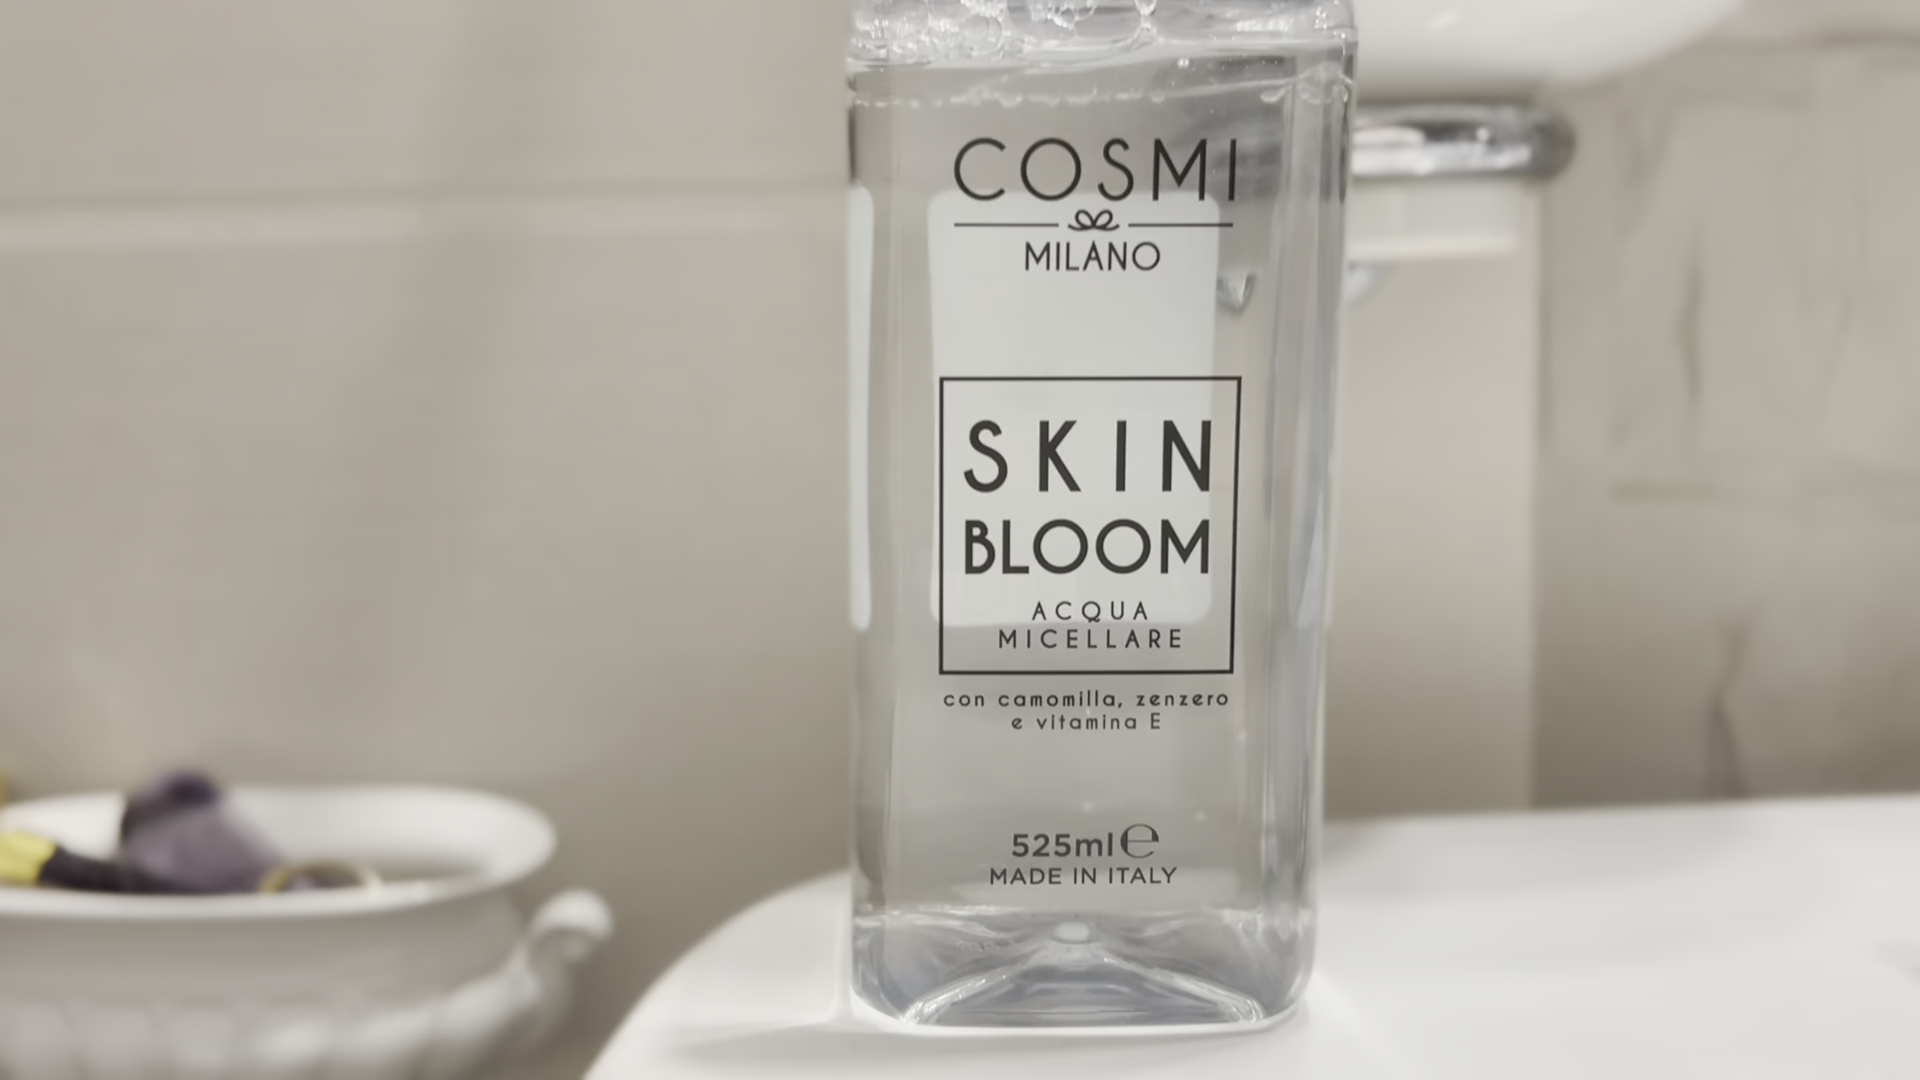 COSMI
MILANO
SKIN
BLOOM
ACQUA
MICELLARE
con camomilla, zenzero
e vitamina E
525ml ℮
MADE IN ITALY